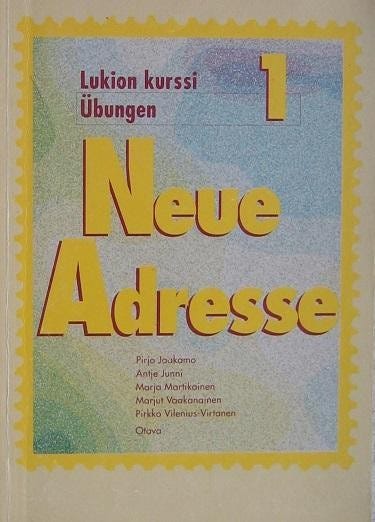 Lukion kurssi 1
Übungen
Neue
Adresse
Pirjo Jaakamo
Antje Junni
Marja Martikainen
Marjut Vaakanainen
Pirkko Vilenius-Virtanen
Otava